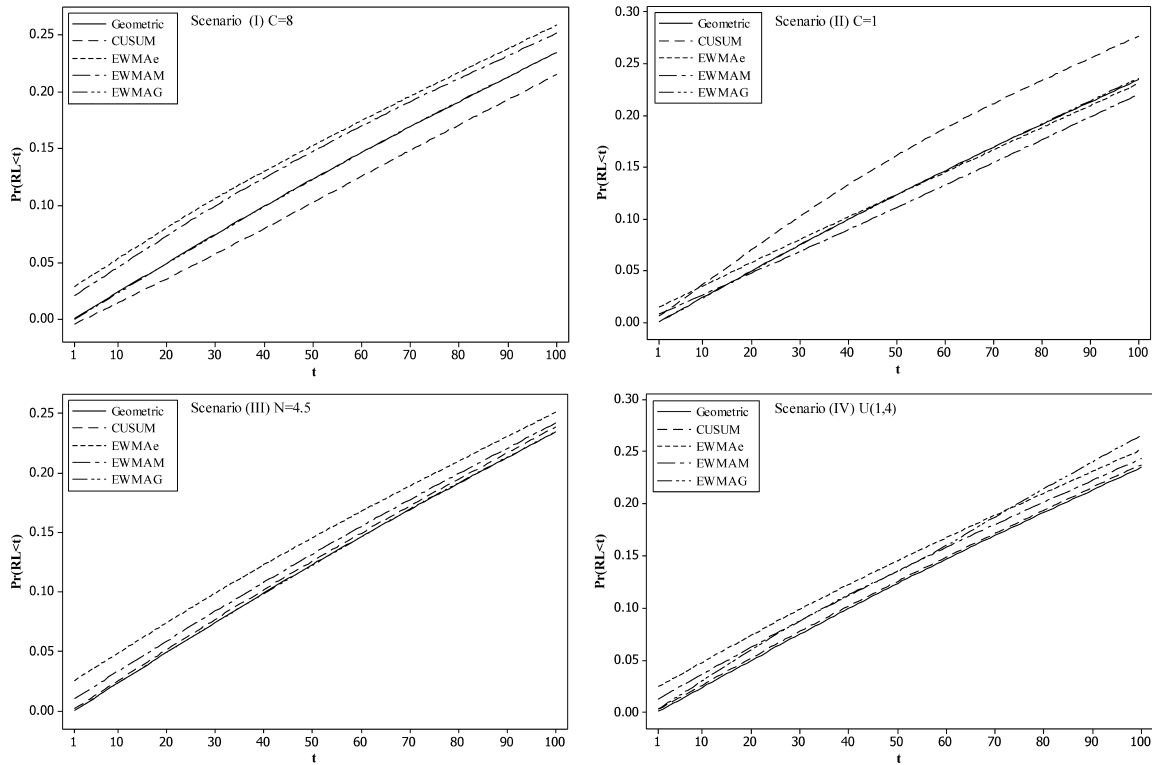 Scenario (I) C=8
Geometric
CUSUM
EWMAe
EWMAM
EWMAG
Pr(RL<t)
0.25
0.20
0.15
0.10
0.05
0.00
1 10 20 30 40 50 60 70 80 90 100
t
Scenario (II) C=1
Geometric
CUSUM
EWMAe
EWMAM
EWMAG
Pr(RL<t)
0.30
0.25
0.20
0.15
0.10
0.05
0.00
1 10 20 30 40 50 60 70 80 90 100
t
Scenario (III) N=4.5
Geometric
CUSUM
EWMAe
EWMAM
EWMAG
Pr(RL<t)
0.25
0.20
0.15
0.10
0.05
0.00
1 10 20 30 40 50 60 70 80 90 100
t
Scenario (IV) U(1,4)
Geometric
CUSUM
EWMAe
EWMAM
EWMAG
Pr(RL<t)
0.30
0.25
0.20
0.15
0.10
0.05
0.00
1 10 20 30 40 50 60 70 80 90 100
t